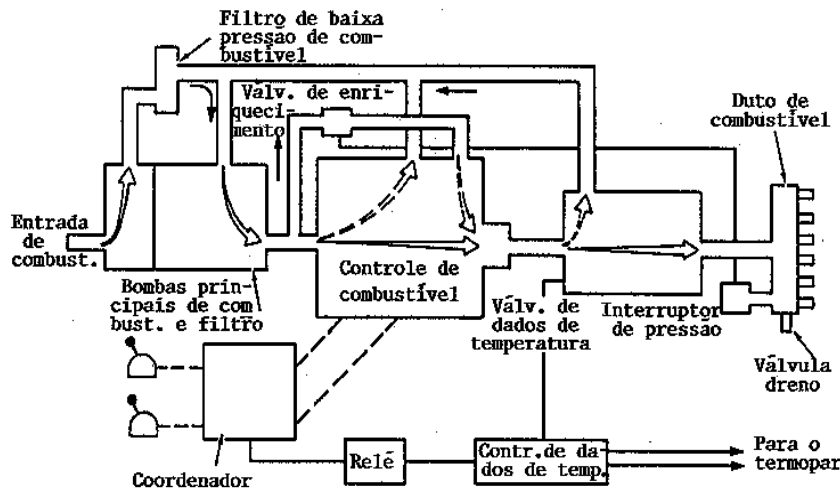 Filtro de baixa
pressao de com-
bustível
Valv. de enri-
queci-
mento
Duto de
combustível
Entrada
de
combust.
Bombas prin-
cipais de com
bust. e filtro
Controle de
combustível
Válv. de
dados de
temperatura
Interruptor
de pressão
Válvula
dreno
Coordenador
Relé
Contr.de da-
dos de temp.
Para o
termopar